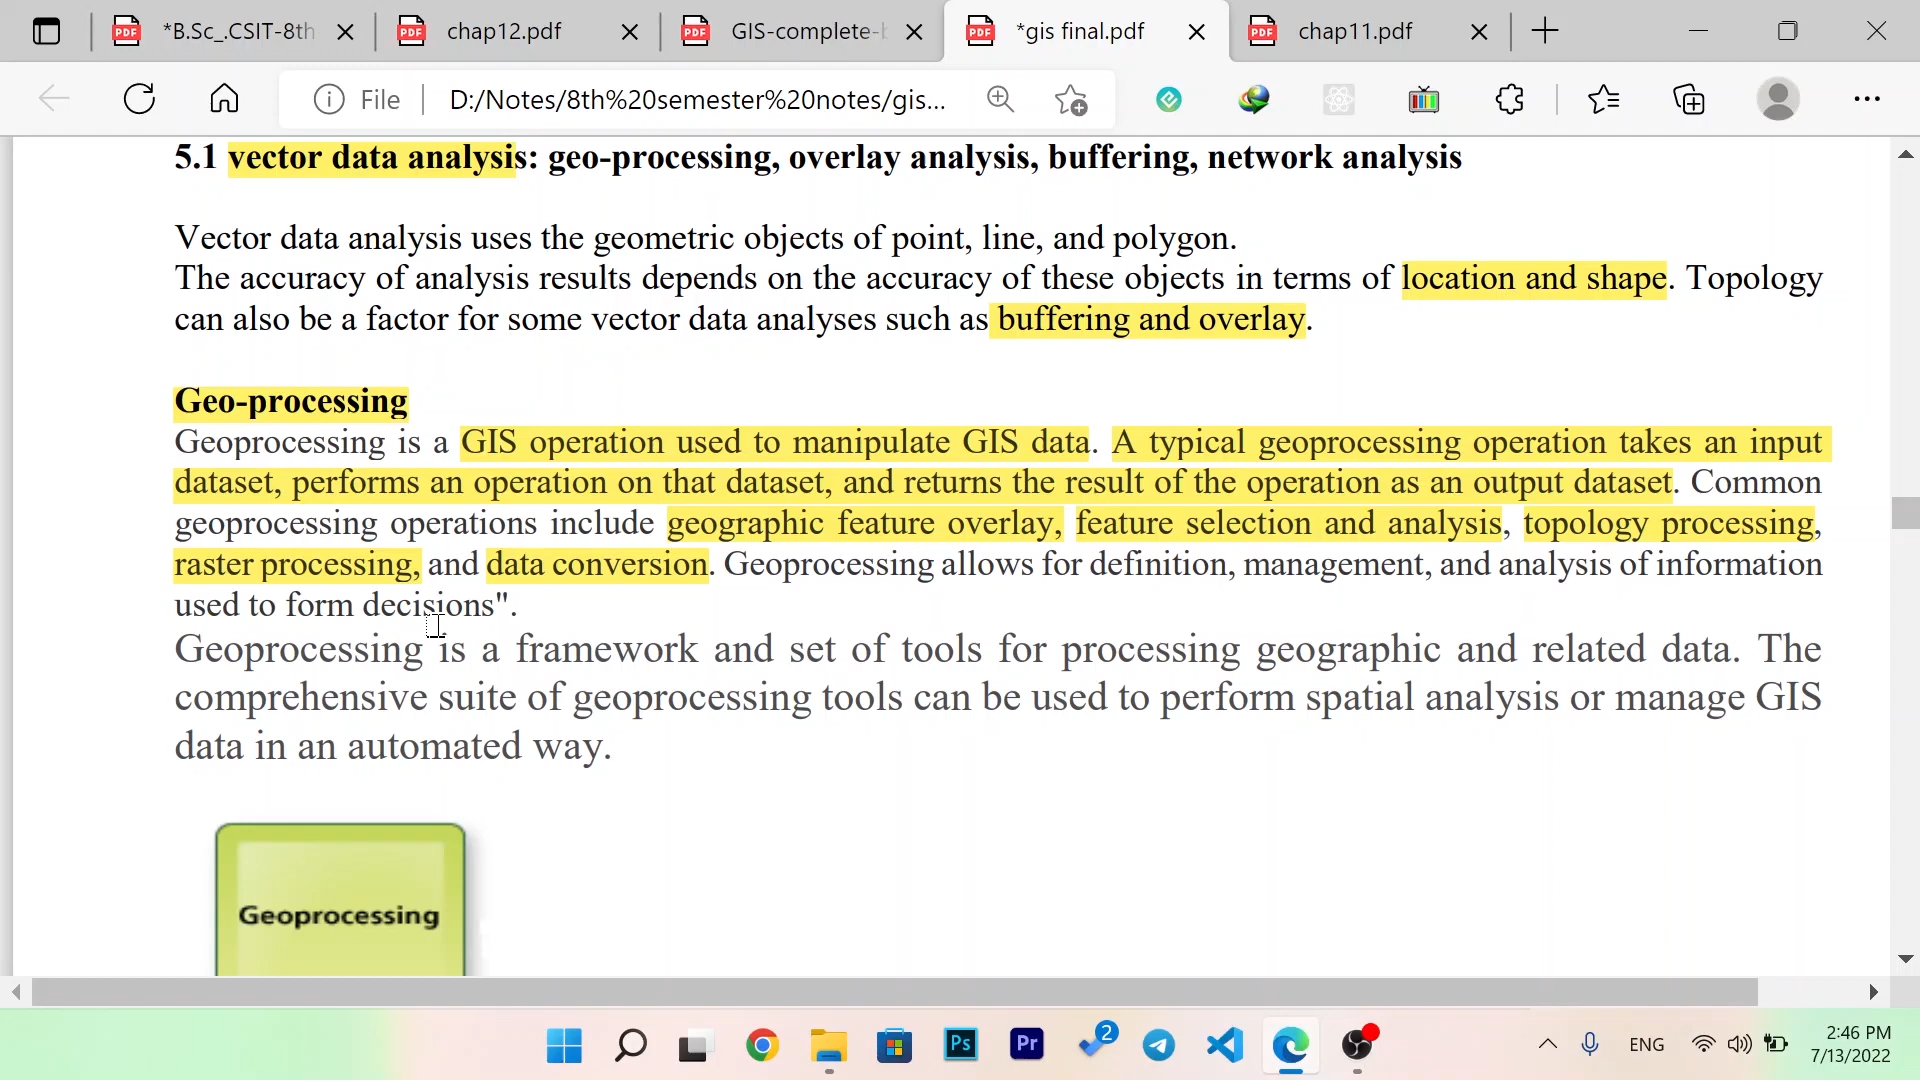 *B.Sc_.CSIT-8th
chap12.pdf
GIS-complete-b
*gis final.pdf
chap11.pdf
File
D:/Notes/8th%20semester%20notes/gis...
5.1 vector data analysis: geo-processing, overlay analysis, buffering, network analysis
Vector data analysis uses the geometric objects of point, line, and polygon.
The accuracy of analysis results depends on the accuracy of these objects in terms of location and shape. Topology
can also be a factor for some vector data analyses such as buffering and overlay.
Geo-processing
Geoprocessing is a GIS operation used to manipulate GIS data. A typical geoprocessing operation takes an input
dataset, performs an operation on that dataset, and returns the result of the operation as an output dataset. Common
geoprocessing operations include geographic feature overlay, feature selection and analysis, topology processing,
raster processing, and data conversion. Geoprocessing allows for definition, management, and analysis of information
used to form decisions".
Geoprocessing is a framework and set of tools for processing geographic and related data. The
comprehensive suite of geoprocessing tools can be used to perform spatial analysis or manage GIS
data in an automated way.
Geoprocessing
Ps
Pr
2
ENG
2:46 PM
7/13/2022